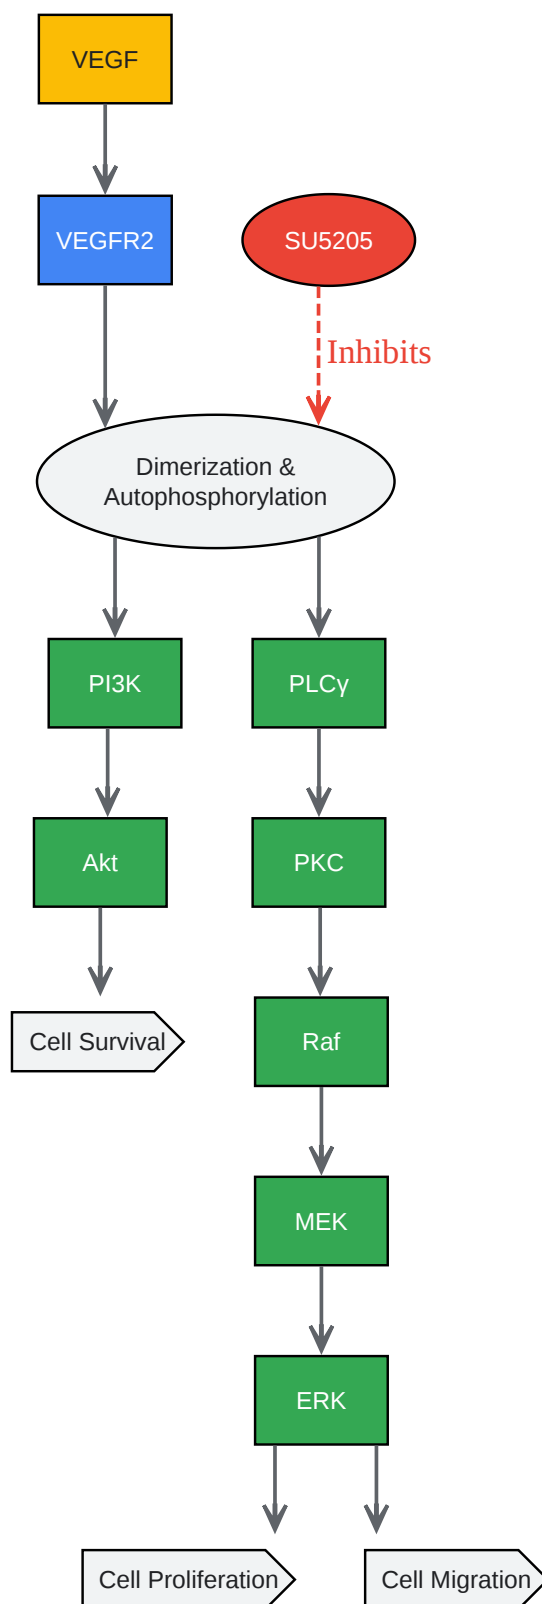 VEGF
VEGFR2
SU5205
Inhibits
Dimerization &
Autophosphorylation
PI3K
PLCγ
Akt
PKC
Cell Survival
Raf
MEK
ERK
Cell Proliferation
Cell Migration